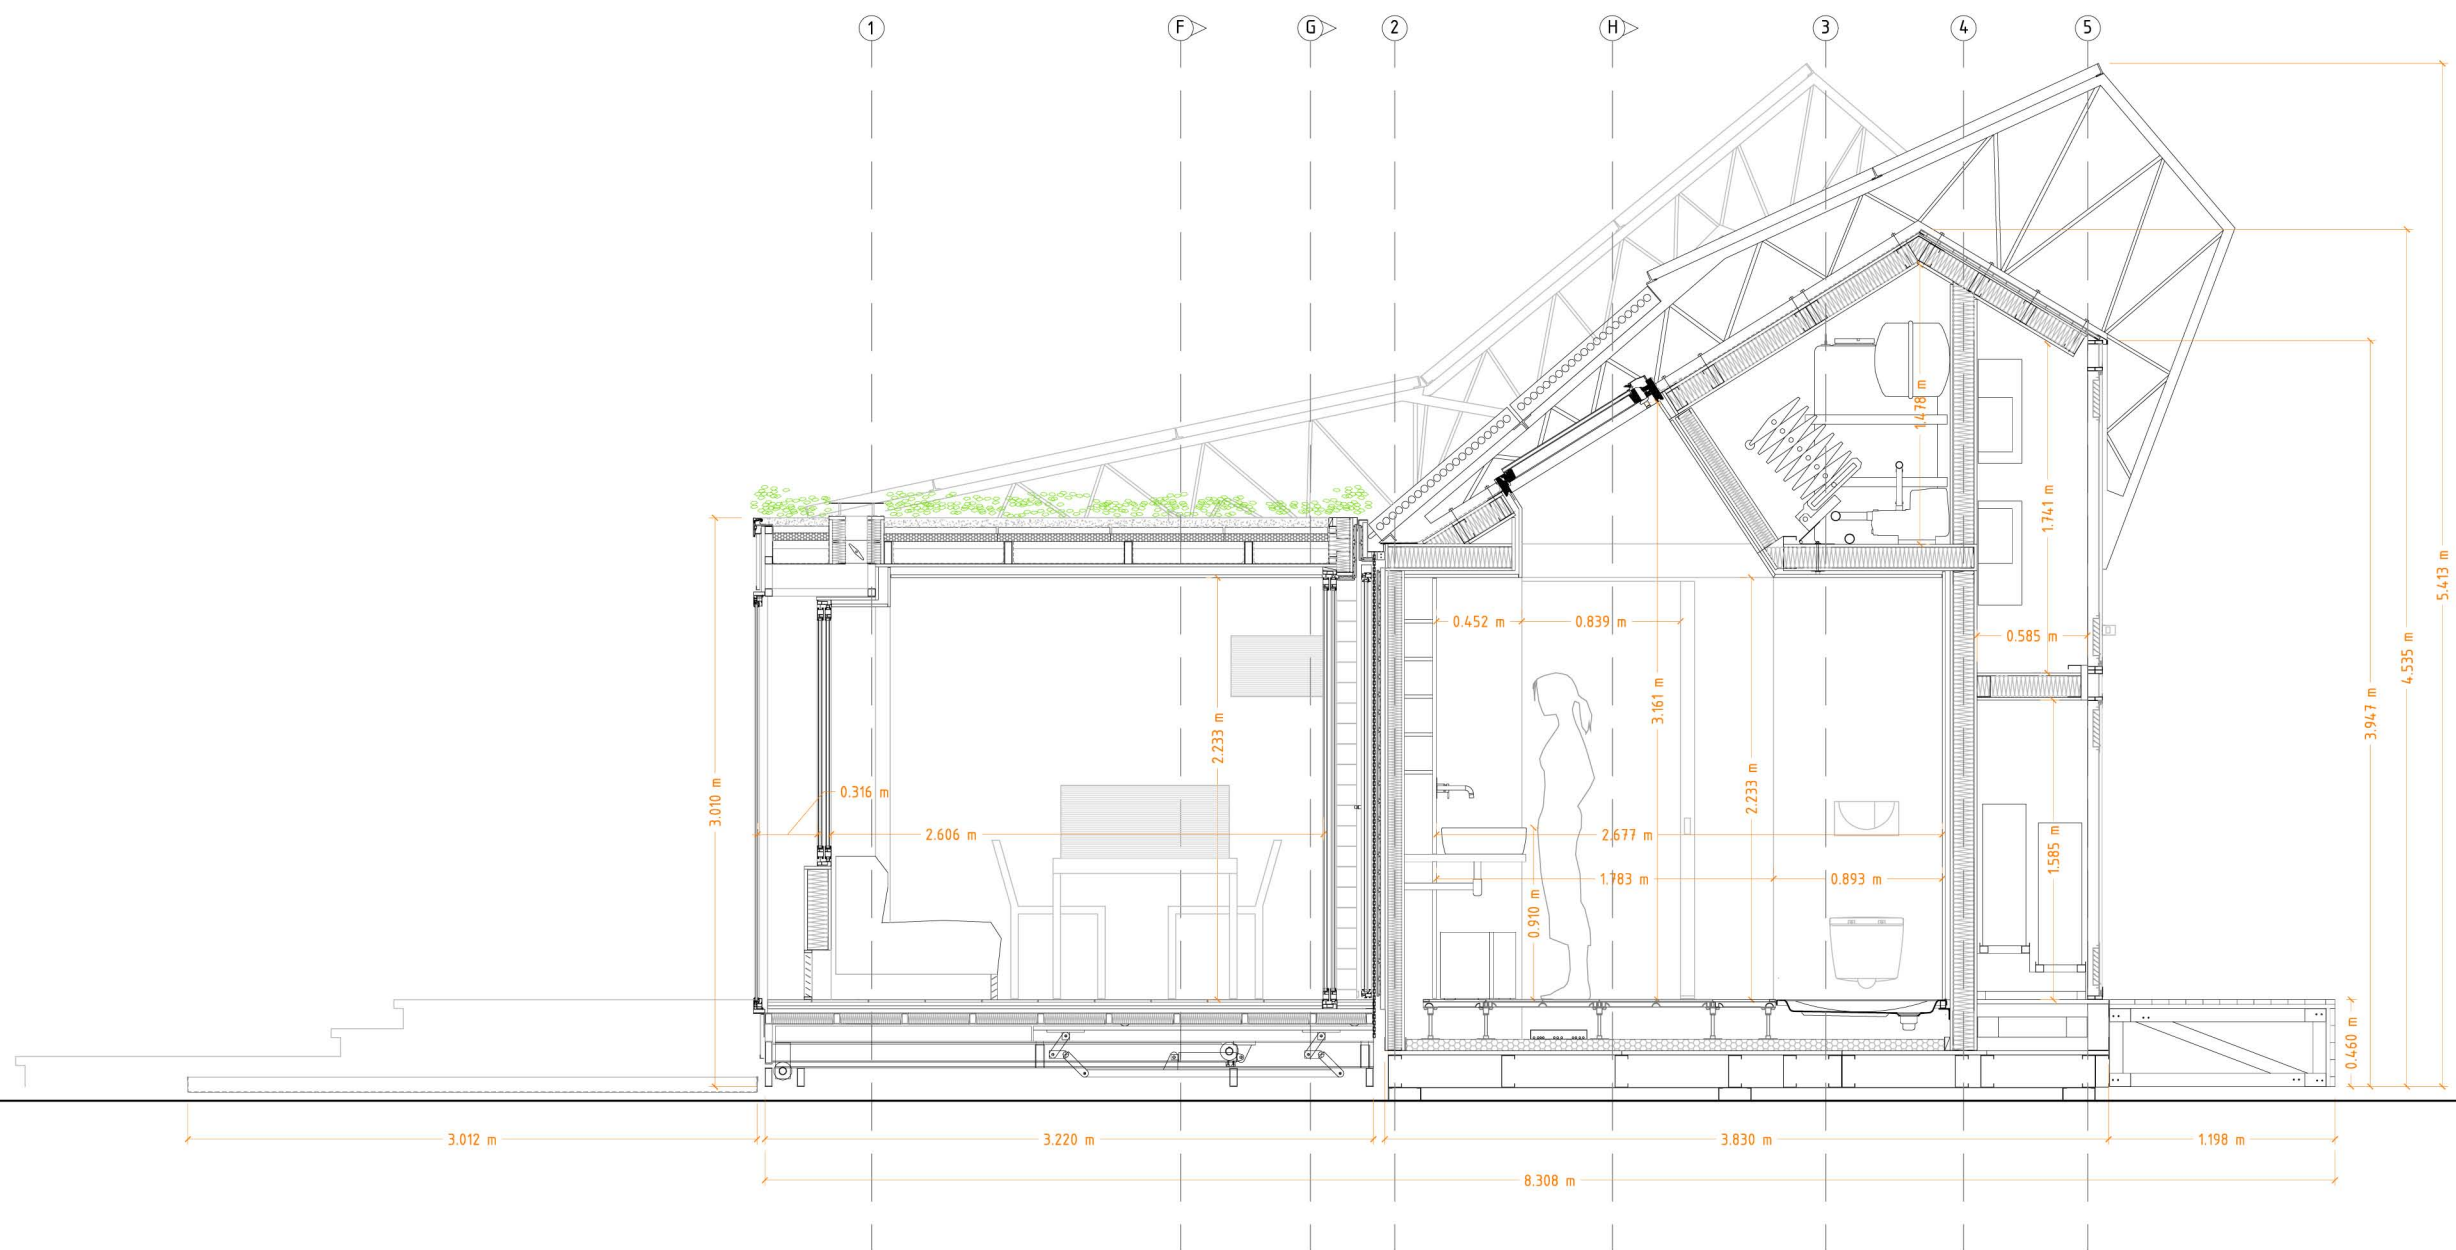 1
F
G
2
H
3
4
5
1.478 m
1.741 m
5.413 m
0.452 m
0.839 m
0.585 m
4.535 m
3.161 m
3.947 m
2.233 m
2.233 m
3.010 m
0.316 m
2.606 m
2.677 m
1.585 m
1.783 m
0.893 m
0.910 m
0.460 m
3.012 m
3.220 m
3.830 m
1.198 m
8.308 m